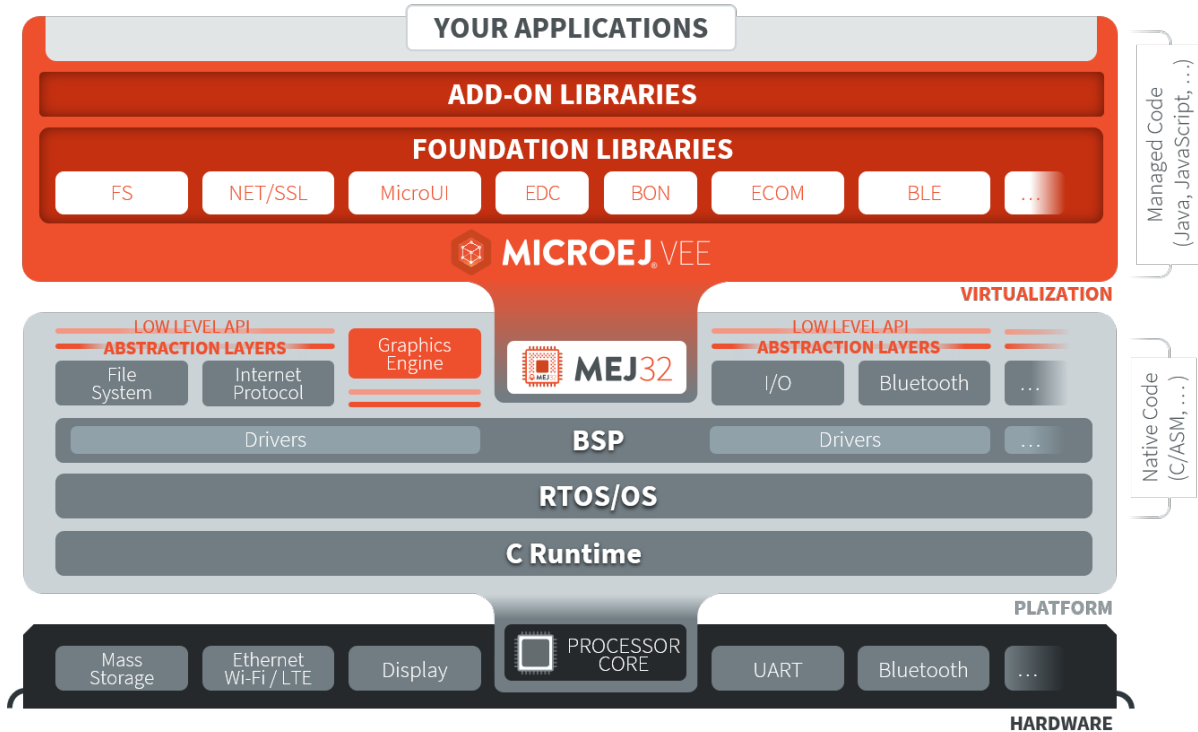 YOUR APPLICATIONS
ADD-ON LIBRARIES
FOUNDATION LIBRARIES
FS
NET/SSL
MicroUI
EDC
BON
ECOM
BLE
...
MICROEJ® VEE
Managed Code
(Java, JavaScript, ...)
VIRTUALIZATION
LOW LEVEL API
ABSTRACTION LAYERS
File
System
Internet
Protocol
Graphics
Engine
MEJ
MEJ32
LOW LEVEL API
ABSTRACTION LAYERS
I/O
Bluetooth
...
Drivers
BSP
Drivers
...
RTOS/OS
C Runtime
Native Code
(C/ASM, ...)
PLATFORM
Mass
Storage
Ethernet
Wi-Fi / LTE
Display
PROCESSOR
CORE
UART
Bluetooth
...
HARDWARE